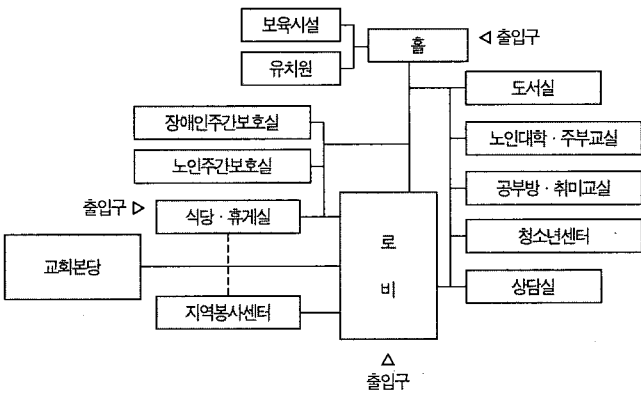 보육시설
홀
◁ 출입구
유치원
도서실
장애인주간보호실
노인대학 · 주부교실
노인주간보호실
공부방 · 취미교실
출입구 ▷
식당 · 휴게실
청소년센터
로
비
교회본당
상담실
지역봉사센터
△
출입구